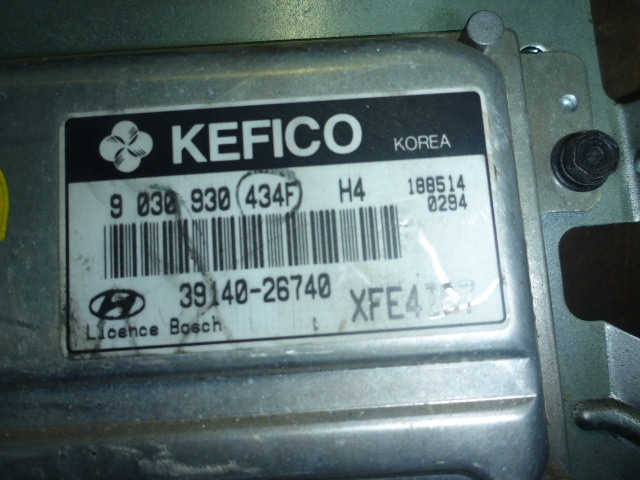 KEFICO KOREA
9 030 930 434F H4 188514
0294
39140-26740
Licence Bosch